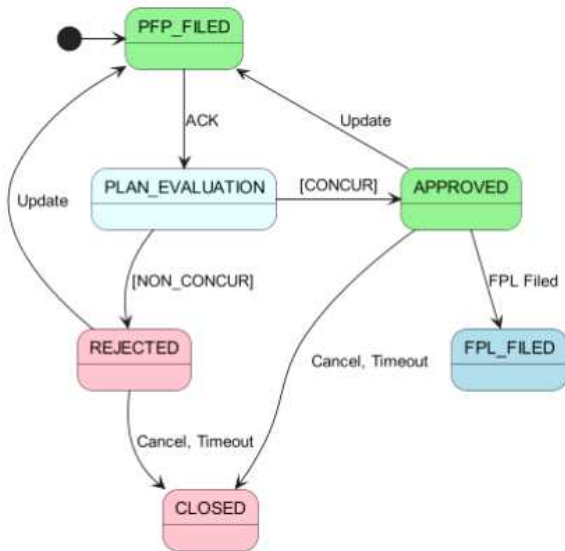 PFP_FILED
ACK
Update
PLAN_EVALUATION
[CONCUR]
APPROVED
Update
[NON_CONCUR]
FPL Filed
REJECTED
Cancel, Timeout
FPL_FILED
Cancel, Timeout
CLOSED